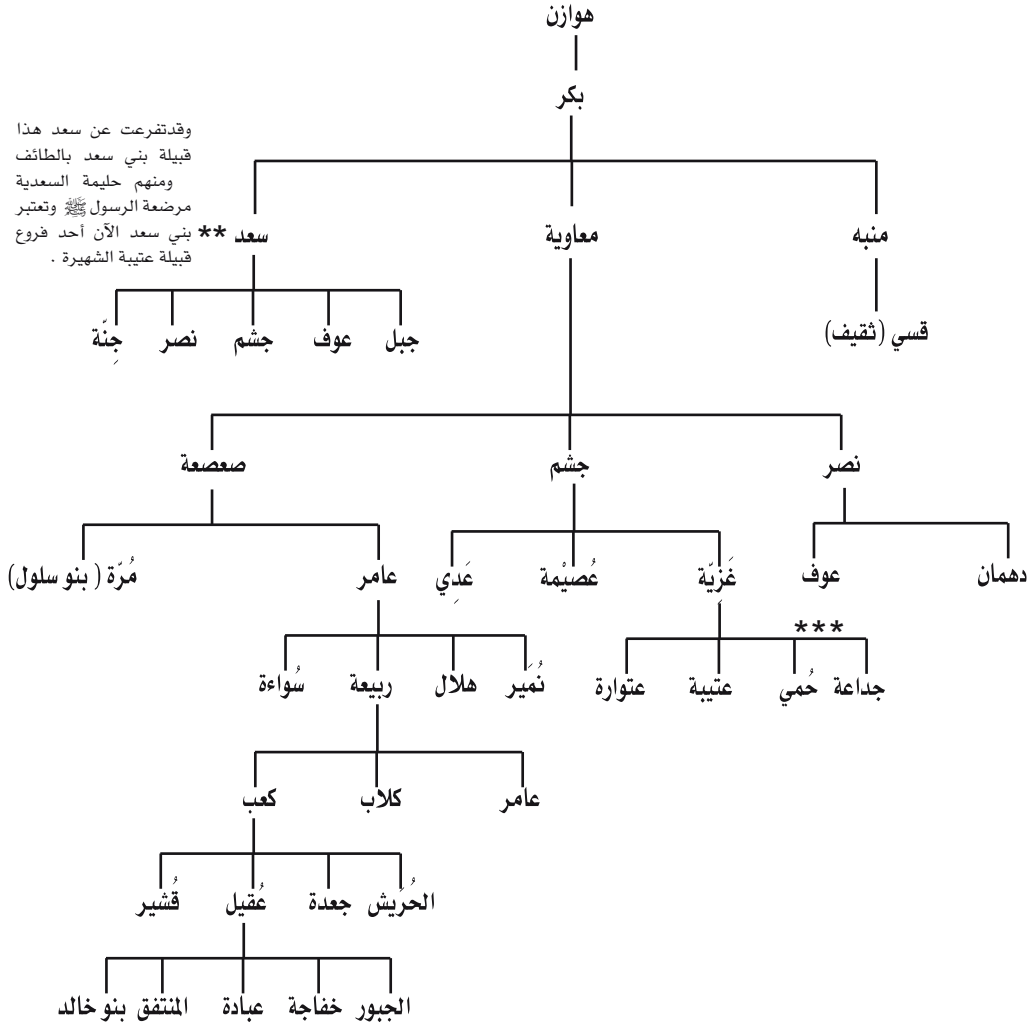 هوازن
بكر
وقدتفرعت عن سعد هذا
قبيلة بني سعد بالطائف
ومنهم حليمة السعدية
مرضعة الرسول ﷺ وتعتبر
بني سعد الآن أحد فروع
قبيلة عتيبة الشهيرة .
منبه معاوية سعد **
قسي (ثقيف) جبل عوف جشم نصر جِنّة
نصر جشم صعصعة
دهمان عوف غَزِيّة عُصيْمة عَدِي عامر مُرّة ( بنو سلول)
***
جداعة حُمي عتيبة عتوارة نُمَير هلال ربيعة سُواءة
عامر كلاب كعب
الحُرَيش جعدة عُقيل قُشير
الجبور خفاجة عبادة المنتفق بنو خالد